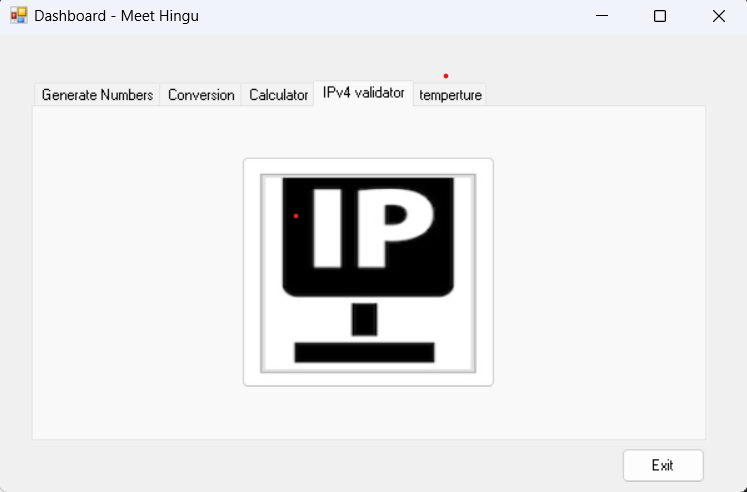 Dashboard - Meet Hingu
Generate Numbers Conversion Calculator IPv4 validator temperture
IP
Exit